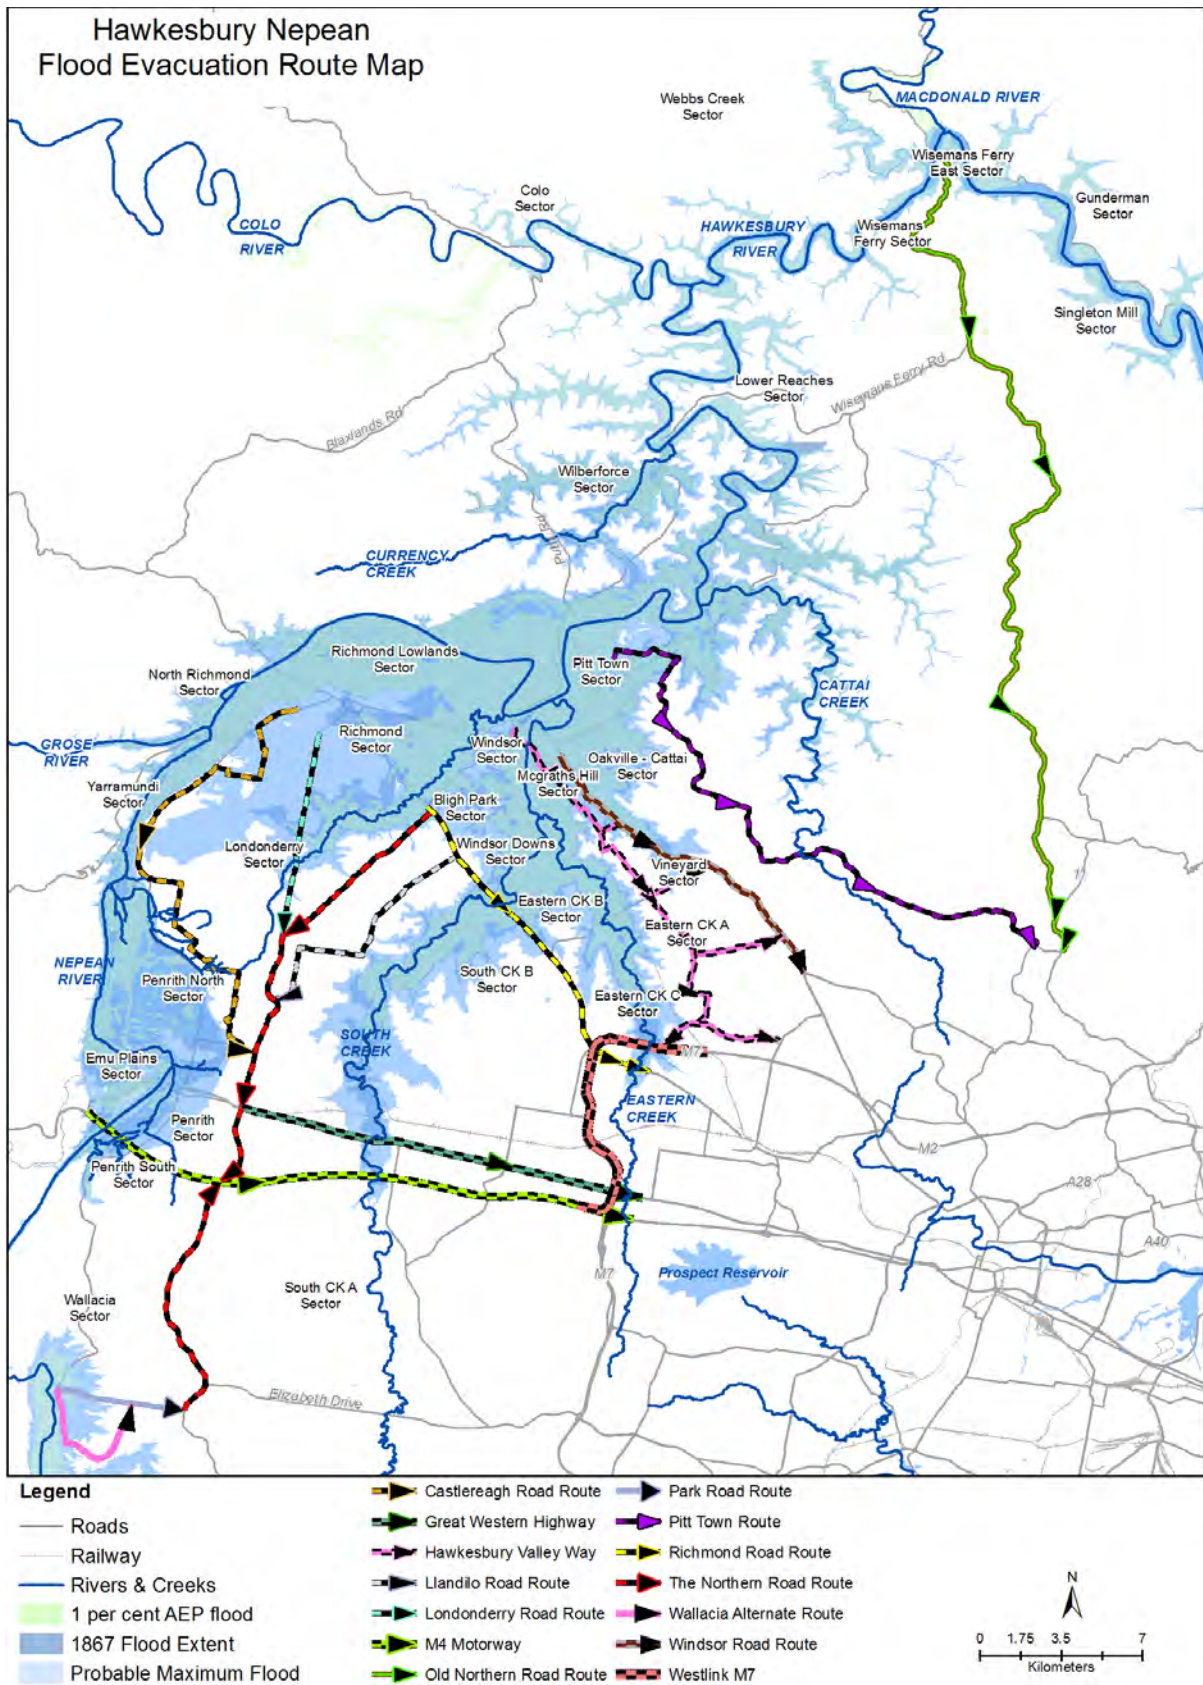 Hawkesbury Nepean
Flood Evacuation Route Map
Webbs Creek
Sector
MACDONALD RIVER
Wisemans Ferry
East Sector
Colo
Sector
Gunderman
Sector
COLO
RIVER
HAWKESBURY
RIVER
Wisemans
Ferry Sector
Singleton Mill
Sector
Lower Reaches
Sector
Wisemans Ferry Rd
Blaxlands Rd
Wilberforce
Sector
Putty Rd
CURRENCY
CREEK
Richmond Lowlands
Sector
Pitt Town
Sector
North Richmond
Sector
CATTAI
CREEK
GROSE
RIVER
Richmond
Sector
Windsor
Sector
Oakville - Cattai
Sector
Mcgraths Hill
Sector
Yarramundi
Sector
Bligh Park
Sector
Londonderry
Sector
Windsor Downs
Sector
Vineyard
Sector
Eastern CK B
Sector
Eastern CK A
Sector
NEPEAN
RIVER
Penrith North
Sector
South CK B
Sector
Eastern CK C
Sector
SOUTH
CREEK
M7
Emu Plains
Sector
EASTERN
CREEK
Penrith
Sector
M2
Penrith South
Sector
A28
A40
M7
Prospect Reservoir
South CK A
Sector
Wallacia
Sector
Elizabeth Drive
Legend
Roads
Railway
Rivers & Creeks
1 per cent AEP flood
1867 Flood Extent
Probable Maximum Flood
Castlereagh Road Route
Great Western Highway
Hawkesbury Valley Way
Llandilo Road Route
Londonderry Road Route
M4 Motorway
Old Northern Road Route
Park Road Route
Pitt Town Route
Richmond Road Route
The Northern Road Route
Wallacia Alternate Route
Windsor Road Route
Westlink M7
N
0 1.75 3.5 7
Kilometers